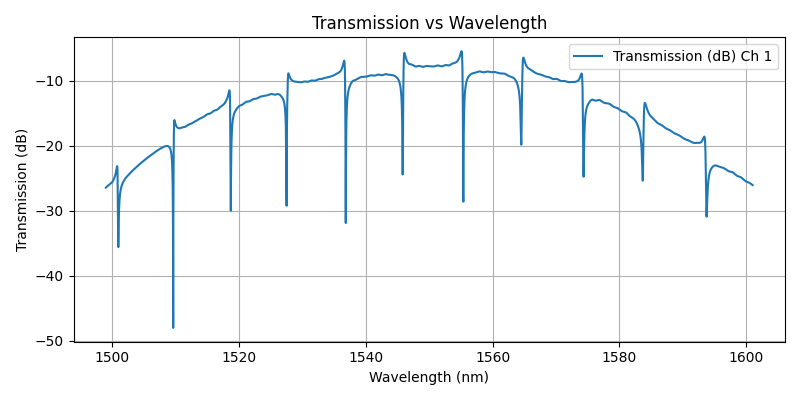 Transmission vs Wavelength
Transmission (dB) Ch 1
Transmission (dB)
−10
−20
−30
−40
−50
1500
1520
1540
1560
1580
1600
Wavelength (nm)